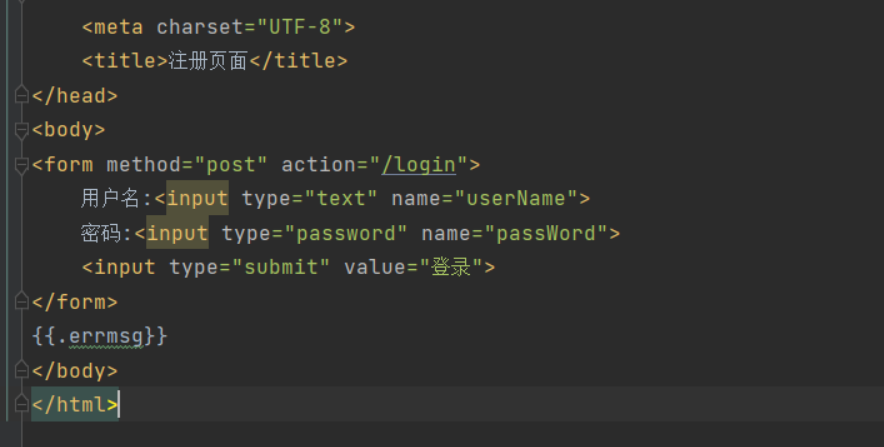 <meta charset="UTF-8">
<title>注册页面</title>
</head>
<body>
<form method="post" action="/login">
用户名:<input type="text" name="userName">
密码:<input type="password" name="passWord">
<input type="submit" value="登录">
</form>
{{.errmsg}}
</body>
</html>